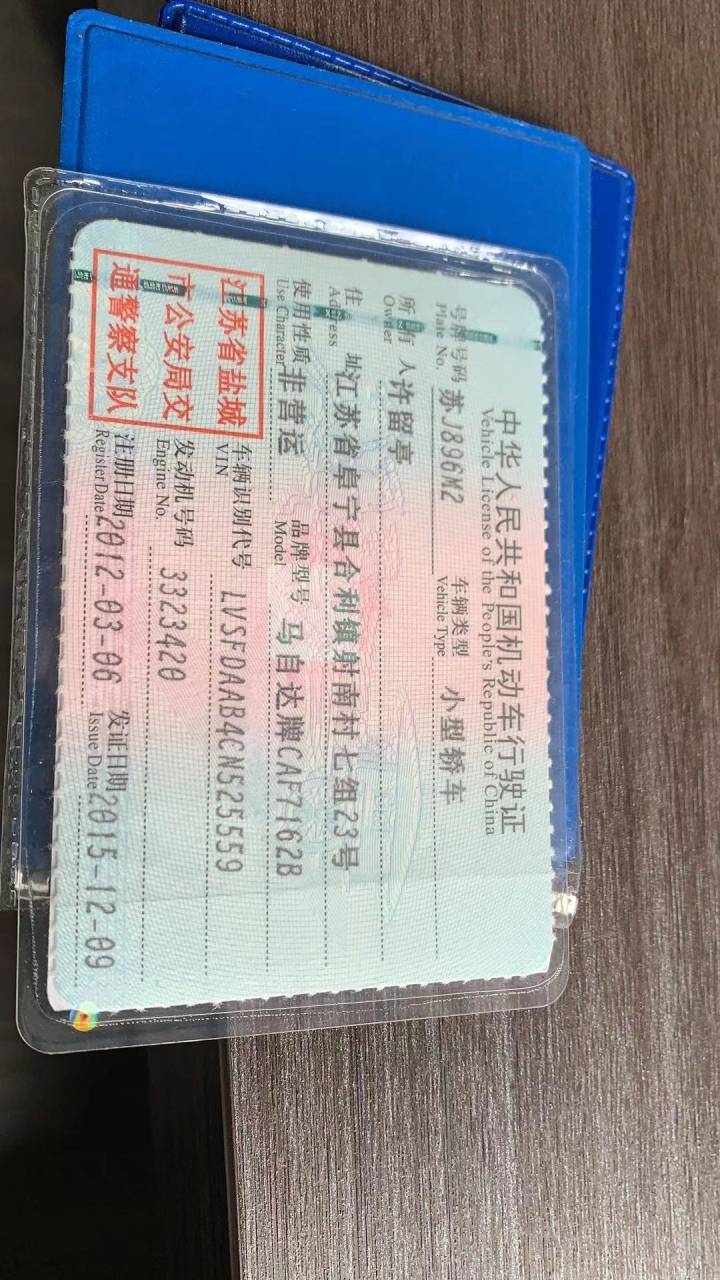 中华人民共和国机动车行驶证
Vehicle License of the People's Republic of China
号牌号码 苏J896M2 车辆类型 小型轿车
Plate No. Vehicle Type
所有人 许留亭
Owner
住址 江苏省阜宁县合利镇射南村七组23号
Address
使用性质 非营运 品牌型号 马自达牌CAF7162B
Use Character Model
江苏省盐城
市公安局交
通警察支队
车辆识别代号 LVSFDAAB4CN525559
VIN
发动机号码 3323420
Engine No.
注册日期 2012-03-06 发证日期 2015-12-09
Register Date Issue Date